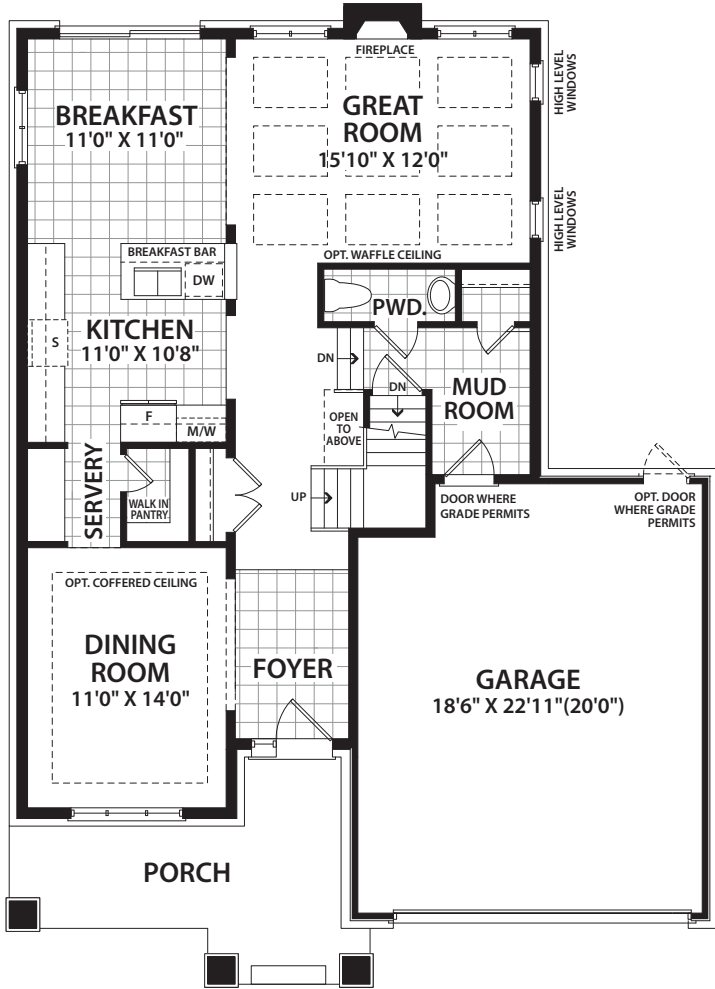 FIREPLACE
HIGH LEVEL
WINDOWS
BREAKFAST
11'0" X 11'0"
GREAT
ROOM
15'10" X 12'0"
HIGH LEVEL
WINDOWS
BREAKFAST BAR
DW
OPT. WAFFLE CEILING
PWD.
KITCHEN
11'0" X 10'8"
S
DN
DN
MUD
ROOM
F
M/W
OPEN
TO
ABOVE
SERVERY
WALK IN
PANTRY
UP
DOOR WHERE
GRADE PERMITS
OPT. DOOR
WHERE GRADE
PERMITS
OPT. COFFERED CEILING
DINING
ROOM
11'0" X 14'0"
FOYER
GARAGE
18'6" X 22'11"(20'0")
PORCH